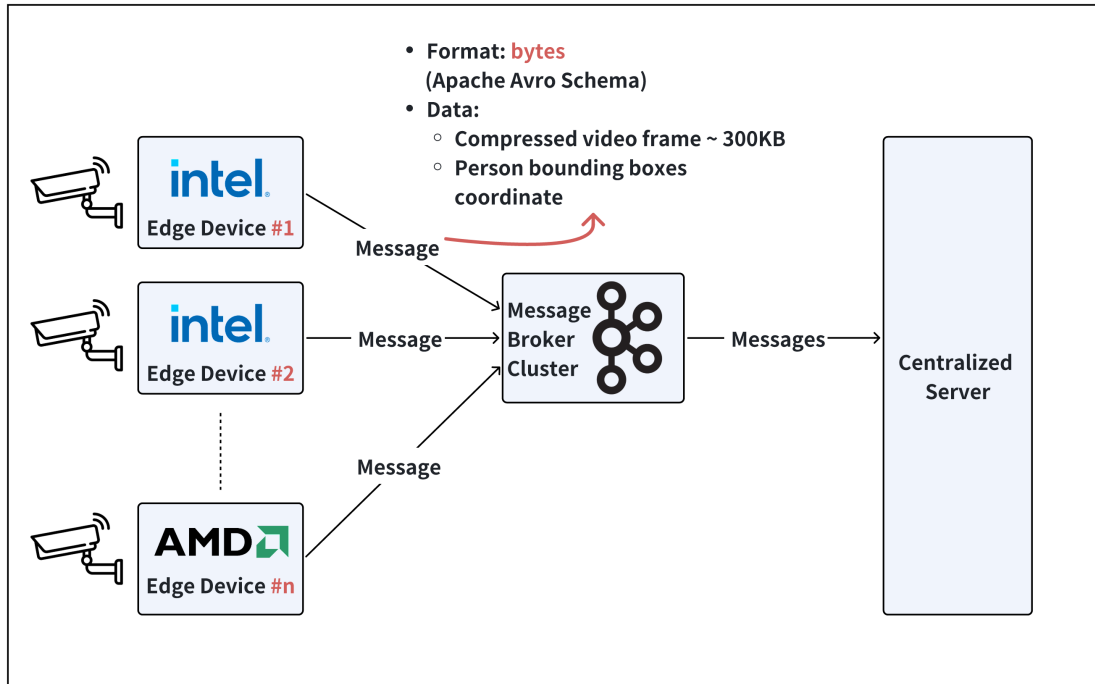 • Format: bytes
(Apache Avro Schema)
• Data:
◦ Compressed video frame ~ 300KB
◦ Person bounding boxes
coordinate
intel.
Edge Device #1
Message
intel.
Edge Device #2
Message
Message
Broker
Cluster
Messages
Centralized
Server
Message
AMD
Edge Device #n